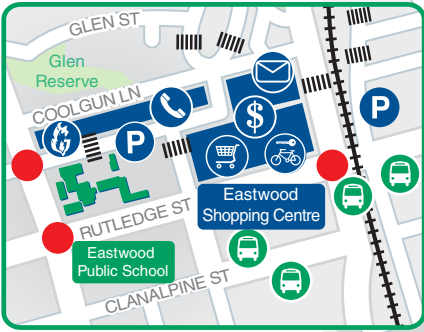 GLEN ST
Glen
Reserve
COOLGUN LN
$
P
P
Eastwood
Shopping Centre
RUTLEDGE ST
Eastwood
Public School
CLANALPINE ST